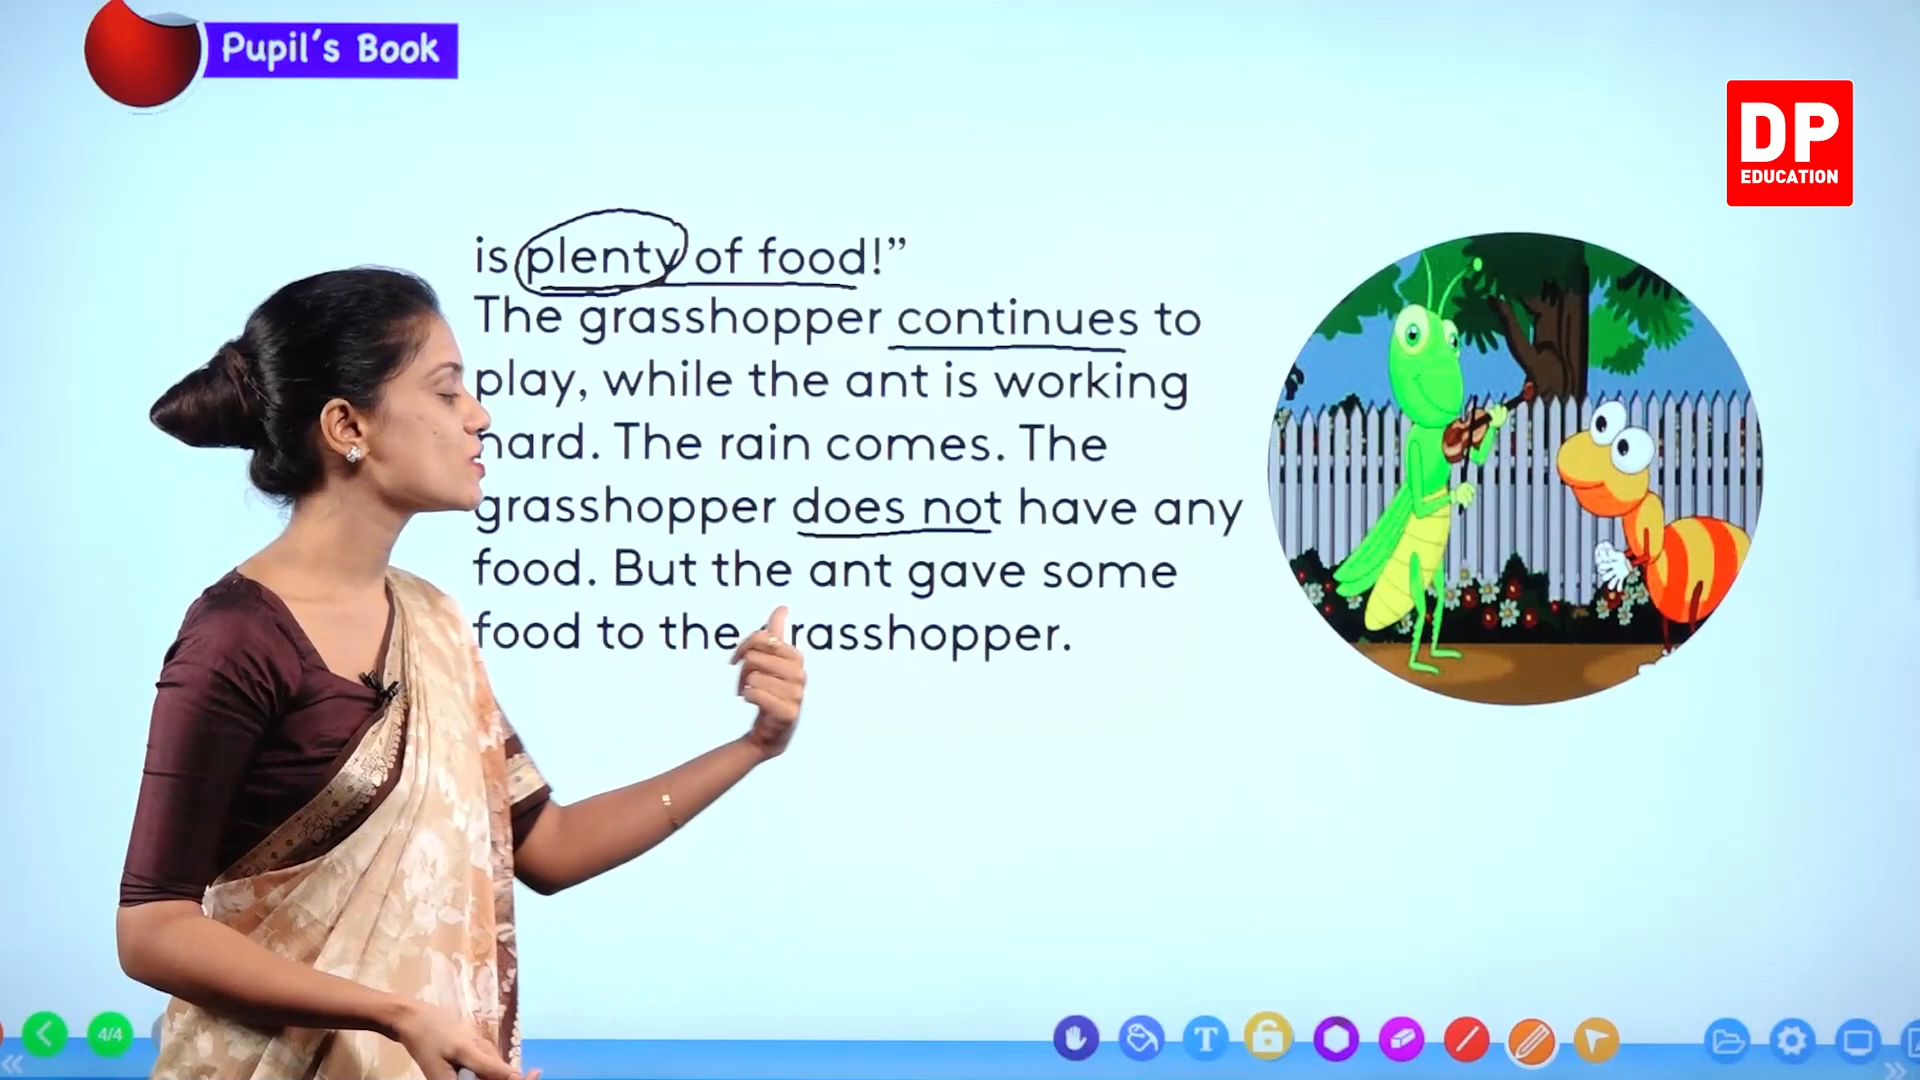 Pupil's Book
DP
EDUCATION
is plenty of food!”
The grasshopper continues to
play, while the ant is working
hard. The rain comes. The
grasshopper does not have any
food. But the ant gave some
food to the grasshopper.
4/4
T